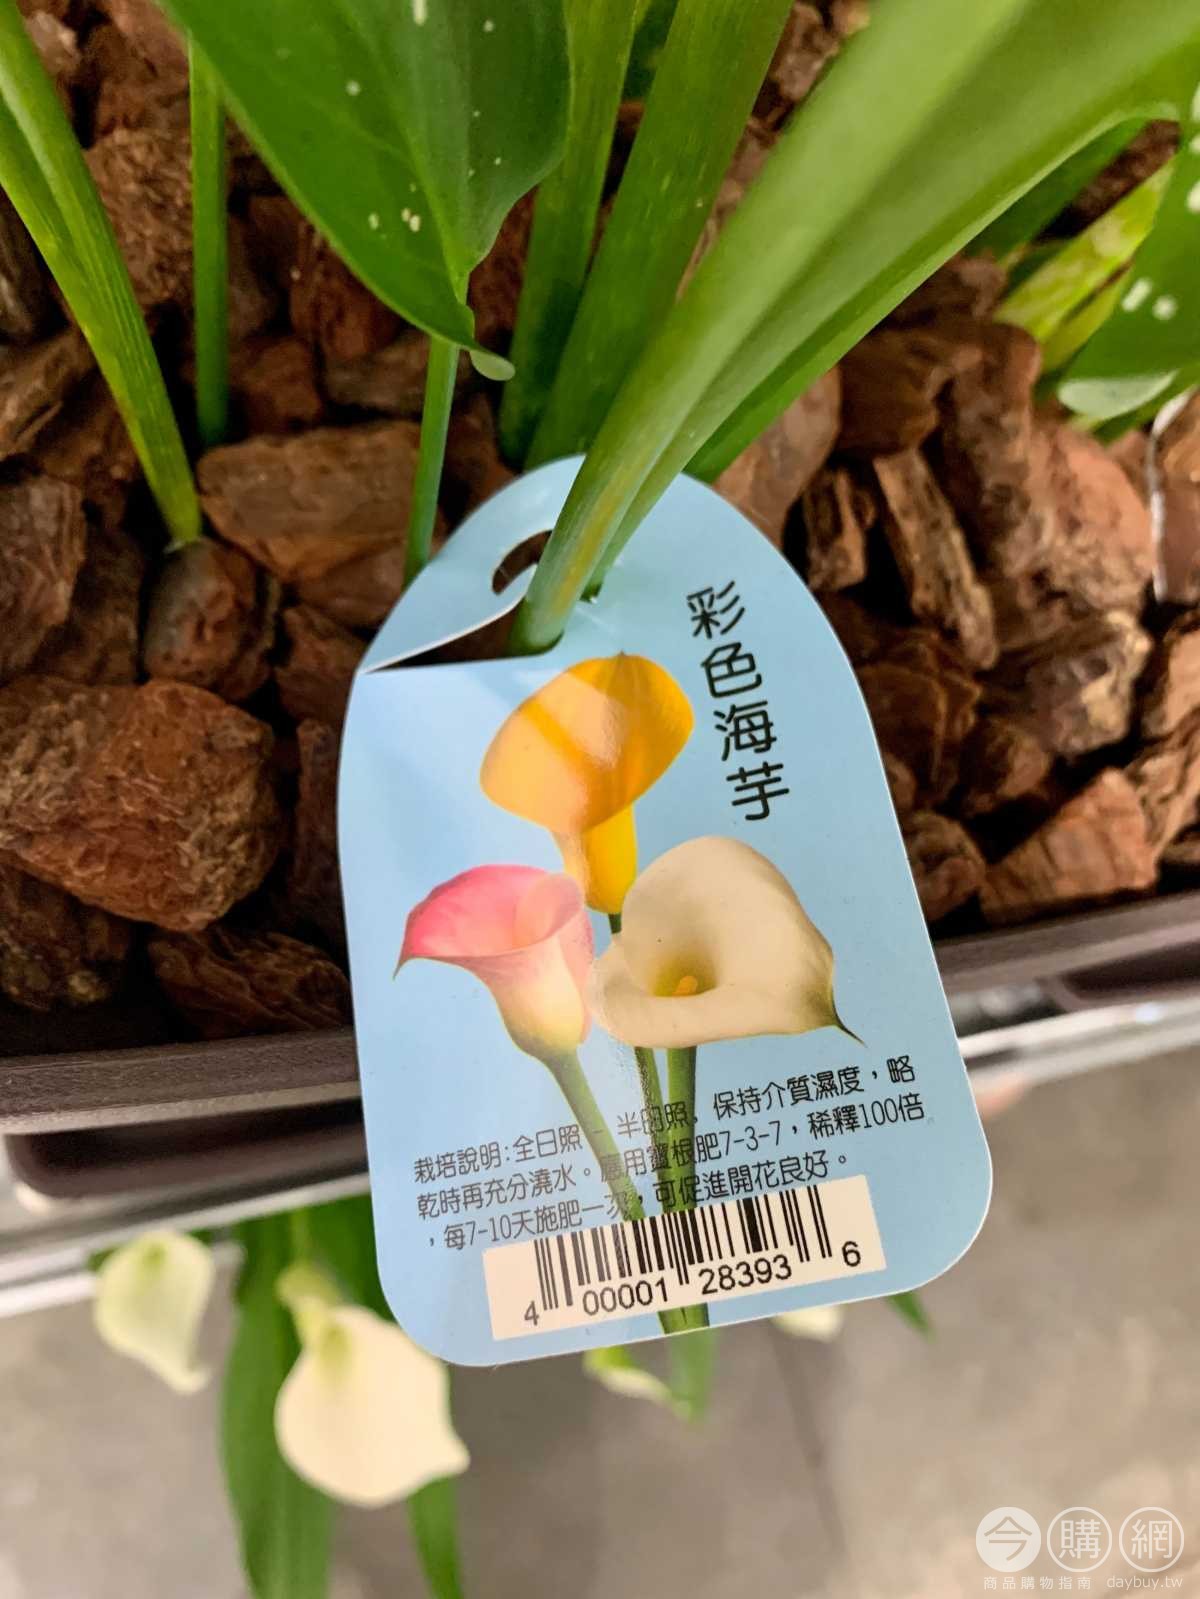 彩色海芋
栽培說明:全日照 - 半日照，保持介質濕度，略
乾時再充分澆水。應用寶根肥7-3-7，稀釋100倍
，每7-10天施肥一次，可促進開花良好。
4 00001 28393 6
今購網
商品購物指南 daybuy.tw